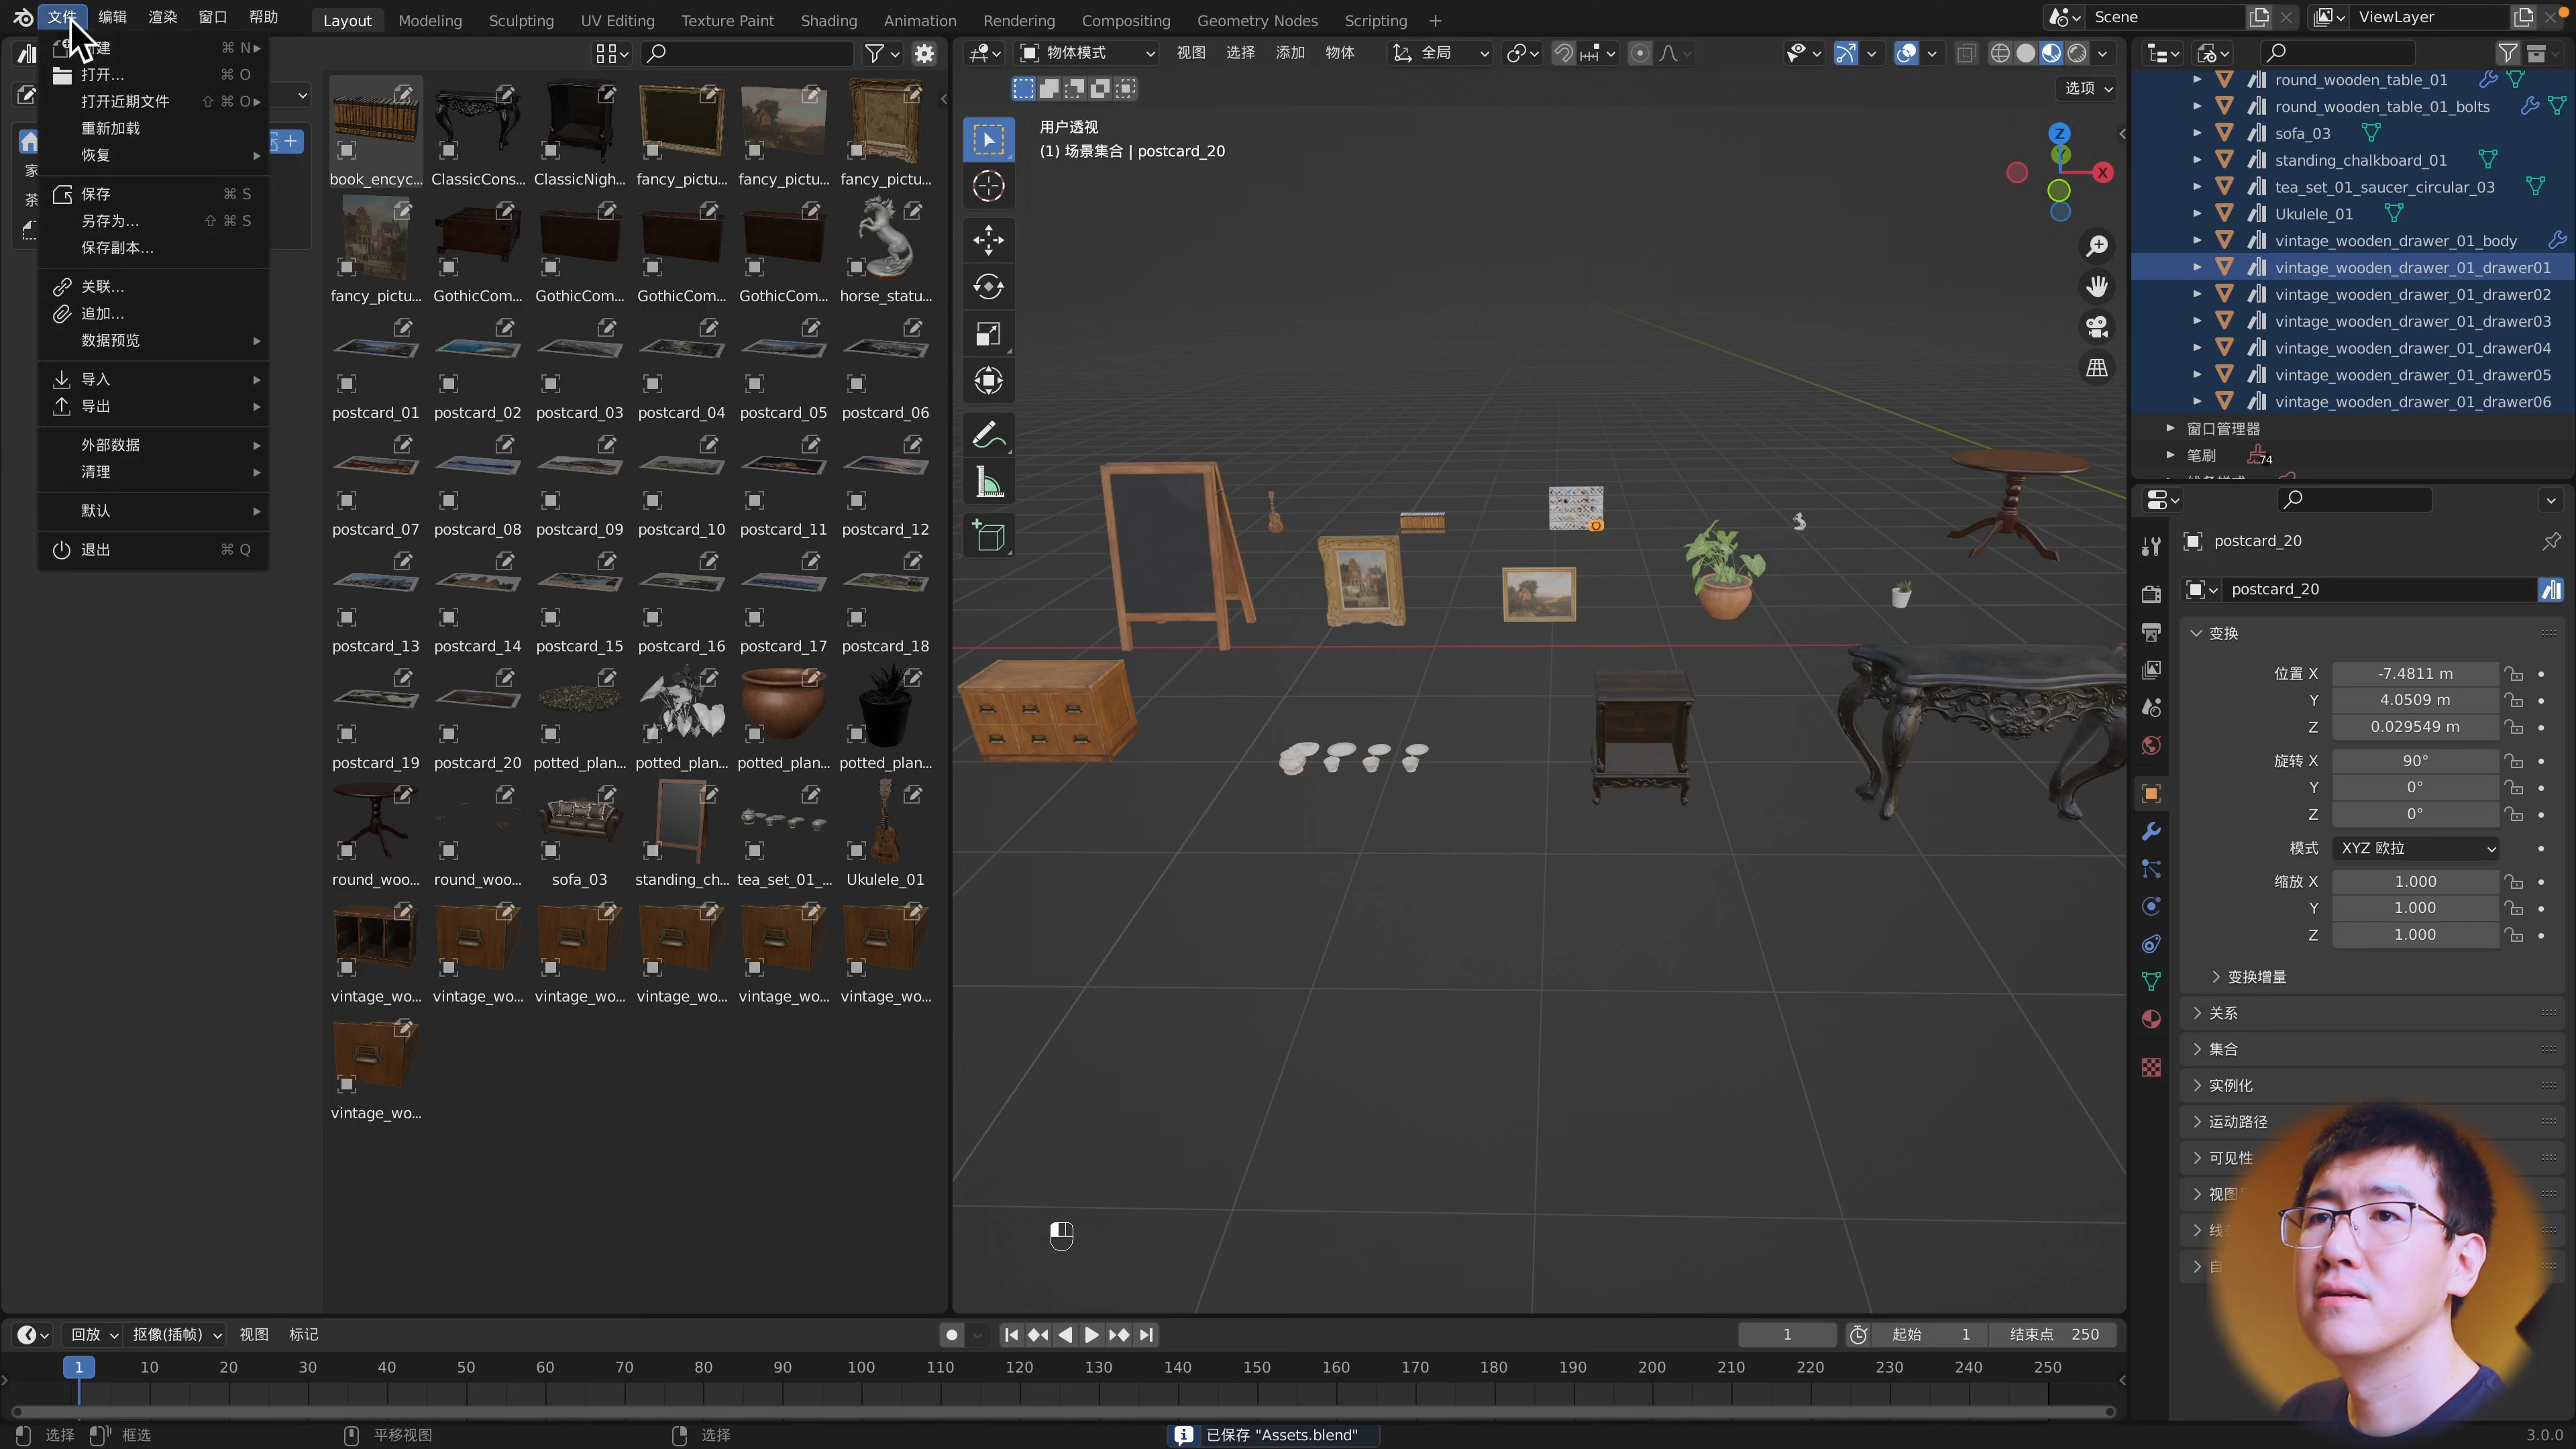 文件 编辑 渲染 窗口 帮助
Layout Modeling Sculpting UV Editing Texture Paint Shading Animation Rendering Compositing Geometry Nodes Scripting
Scene
ViewLayer
⌘ N
打开... ⌘ O
打开近期文件 ⇧ ⌘ O
重新加载
恢复
保存 ⌘ S
另存为... ⇧ ⌘ S
保存副本...
关联...
追加...
数据预览
导入
导出
外部数据
清理
默认
退出 ⌘ Q
book_encyc... ClassicCons... ClassicNigh... fancy_pictu... fancy_pictu... fancy_pictu...
fancy_pictu... GothicCom... GothicCom... GothicCom... GothicCom... horse_statu...
postcard_01 postcard_02 postcard_03 postcard_04 postcard_05 postcard_06
postcard_07 postcard_08 postcard_09 postcard_10 postcard_11 postcard_12
postcard_13 postcard_14 postcard_15 postcard_16 postcard_17 postcard_18
postcard_19 postcard_20 potted_plan... potted_plan... potted_plan... potted_plan...
round_woo... round_woo... sofa_03 standing_ch... tea_set_01_... Ukulele_01
vintage_wo... vintage_wo... vintage_wo... vintage_wo... vintage_wo... vintage_wo...
vintage_wo...
物体模式 视图 选择 添加 物体 全局
选项
用户透视
(1) 场景集合 | postcard_20
Z
X
round_wooden_table_01
round_wooden_table_01_bolts
sofa_03
standing_chalkboard_01
tea_set_01_saucer_circular_03
Ukulele_01
vintage_wooden_drawer_01_body
vintage_wooden_drawer_01_drawer01
vintage_wooden_drawer_01_drawer02
vintage_wooden_drawer_01_drawer03
vintage_wooden_drawer_01_drawer04
vintage_wooden_drawer_01_drawer05
vintage_wooden_drawer_01_drawer06
窗口管理器
笔刷 74
postcard_20
postcard_20
变换
位置 X -7.4811 m
Y 4.0509 m
Z 0.029549 m
旋转 X 90°
Y 0°
Z 0°
模式 XYZ 欧拉
缩放 X 1.000
Y 1.000
Z 1.000
变换增量
关系
集合
实例化
运动路径
可见性
回放 抠像(插帧) 视图 标记
1 起始 1 结束点 250
1 10 20 30 40 50 60 70 80 90 100 110 120 130 140 150 160 170 180 190 200 210 220 230 240 250
选择 框选 平移视图 选择
已保存 "Assets.blend"
3.0.0